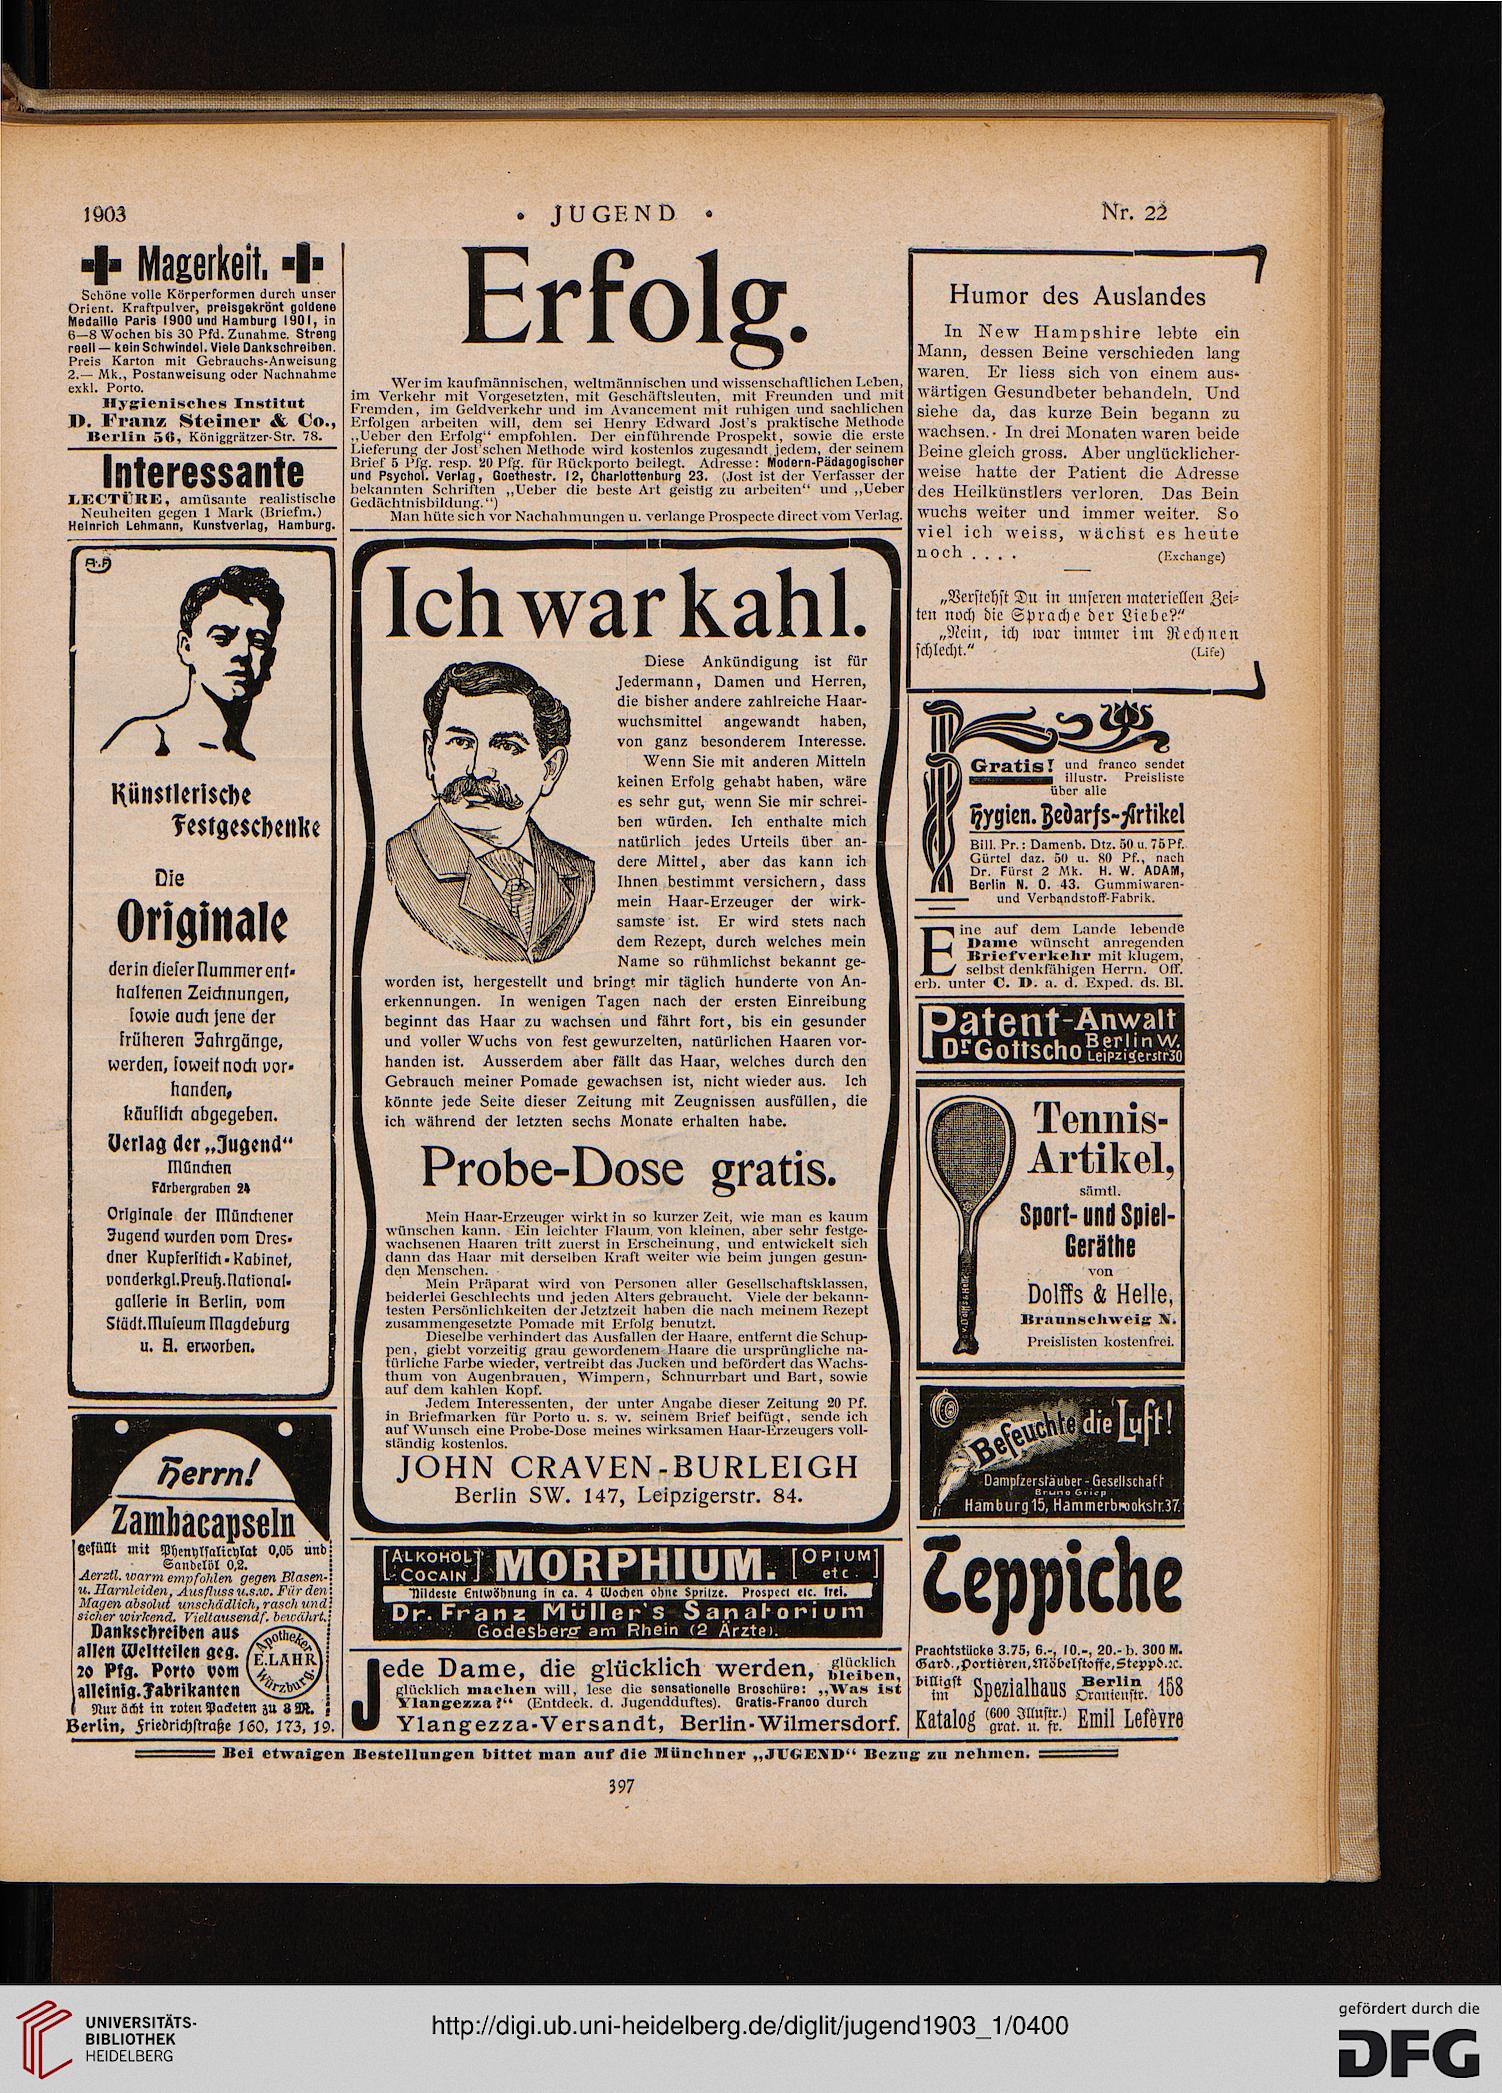 1903
• JUGEND •
Nr. 22
Magerkeit.
Schöne volle Körperformen durch unser
Orient. Kraftpulver, preisgekrönt goldene
Medaille Paris 1900 und Hamburg 1901, in
6—8 Wochen bis 30 Pfd. Zunahme. Streng
reell — kein Schwindel. Viele Dankschreiben.
Preis Karton mit Gebrauchs-Anweisung
2.— Mk., Postanweisung oder Nachnahme
exkl. Porto.
Hygienisches Institut
D. Franz Steiner & Co.,
Berlin 56, Königgrätzer-Str. 78.
Interessante
LECTÜRE, amüsante realistische
Neuheiten gegen 1 Mark (Briefm.)
Heinrich Lehmann, Kunstverlag, Hamburg.
Künstlerische
Festgeschenke
Die
Originale
der in dieser Nummer ent-
haltenen Zeichnungen,
sowie auch jene der
früheren Jahrgänge,
werden, soweit noch vor-
handen,
käuflich abgegeben.
Verlag der „Jugend“
München
Färbergraben 24
Originale der Münchener
Jugend wurden vom Dres-
dner Kupferstich-Kabinet,
von der kgl. Preuß. National-
gallerie in Berlin, vom
Städt. Museum Magdeburg
u. A. erworben.
Herrn!
Zambacapseln
gefüllt mit Phenylsalicylat 0,05 und
Sandelöl 0,2.
Aerztl. warm empfohlen gegen Blasen-
u. Harnleiden, Ausfluss u.s.w. Für den
Magen absolut unschädlich, rasch und
sicher wirkend. Vieltausendf. bewährt.
Dankschreiben aus
allen Weltteilen geg.
20 Pfg. Porto vom
alleinig. Fabrikanten
Apotheker
E. LAHR
Würzburg
Nur ächt in roten Packeten zu 3 M.
Berlin, Friedrichstraße 160, 173, 19.
Erfolg.
Wer im kaufmännischen, weltmännischen und wissenschaftlichen Leben,
im Verkehr mit Vorgesetzten, mit Geschäftsleuten, mit Freunden und mit
Fremden, im Geldverkehr und im Avancement mit ruhigen und sachlichen
Erfolgen arbeiten will, dem sei Henry Edward Jost's praktische Methode
„Ueber den Erfolg“ empfohlen. Der einführende Prospekt, sowie die erste
Lieferung der Jost'schen Methode wird kostenlos zugesandt jedem, der seinem
Brief 5 Pfg. resp. 20 Pfg. für Rückporto beilegt. Adresse: Modern-Pädagogischer
und Psychol. Verlag, Goethestr. 12, Charlottenburg 23. (Jost ist der Verfasser der
bekannten Schriften „Ueber die beste Art geistig zu arbeiten“ und „Ueber
Gedächtnisbildung.“)
Man hüte sich vor Nachahmungen u. verlange Prospecte direct vom Verlag.
Ich war kahl.
Diese Ankündigung ist für
Jedermann, Damen und Herren,
die bisher andere zahlreiche Haar-
wuchsmittel angewandt haben,
von ganz besonderem Interesse.
Wenn Sie mit anderen Mitteln
keinen Erfolg gehabt haben, wäre
es sehr gut, wenn Sie mir schrei-
ben würden. Ich enthalte mich
natürlich jedes Urteils über an-
dere Mittel, aber das kann ich
Ihnen bestimmt versichern, dass
mein Haar-Erzeuger der wirk-
samste ist. Er wird stets nach
dem Rezept, durch welches mein
Name so rühmlichst bekannt ge-
worden ist, hergestellt und bringt mir täglich hunderte von An-
erkennungen. In wenigen Tagen nach der ersten Einreibung
beginnt das Haar zu wachsen und fährt fort, bis ein gesunder
und voller Wuchs von fest gewurzelten, natürlichen Haaren vor-
handen ist. Ausserdem aber fällt das Haar, welches durch den
Gebrauch meiner Pomade gewachsen ist, nicht wieder aus. Ich
könnte jede Seite dieser Zeitung mit Zeugnissen ausfüllen, die
ich während der letzten sechs Monate erhalten habe.
Probe-Dose gratis.
Mein Haar-Erzeuger wirkt in so kurzer Zeit, wie man es kaum
wünschen kann. Ein leichter Flaum, von kleinen, aber sehr festge-
wachsenen Haaren tritt zuerst in Erscheinung, und entwickelt sich
dann das Haar mit derselben Kraft weiter wie beim jungen gesun-
den Menschen.
Mein Präparat wird von Personen aller Gesellschaftsklassen,
beiderlei Geschlechts und jeden Alters gebraucht. Viele der bekann-
testen Persönlichkeiten der Jetztzeit haben die nach meinem Rezept
zusammengesetzte Pomade mit Erfolg benutzt.
Dieselbe verhindert das Ausfallen der Haare, entfernt die Schup-
pen, giebt vorzeitig grau gewordenem Haare die ursprüngliche na-
türliche Farbe wieder, vertreibt das Jucken und befördert das Wachs-
thum von Augenbrauen, Wimpern, Schnurrbart und Bart, sowie
auf dem kahlen Kopf.
Jedem Interessenten, der unter Angabe dieser Zeitung 20 Pf.
in Briefmarken für Porto u. s. w. seinem Brief beifügt, sende ich
auf Wunsch eine Probe-Dose meines wirksamen Haar-Erzeugers voll-
ständig kostenlos.
JOHN CRAVEN-BURLEIGH
Berlin SW. 147, Leipzigerstr. 84.
ALKOHOL
COCAIN
MORPHIUM.
OPIUM
etc.
Mildeste Entwöhnung in ca. 4 Wochen ohne Spritze. Prospect etc. frei.
Dr. Franz Müller's Sanatorium
Godesberg am Rhein (2 Ärzte).
Jede Dame, die glücklich werden, glücklich bleiben,
glücklich machen will, lese die sensationelle Broschüre: „Was ist
Ylangezza?“ (Entdeck. d. Jugendduftes). Gratis-Franco durch
Ylangezza-Versandt, Berlin-Wilmersdorf.
Humor des Auslandes
In New Hampshire lebte ein
Mann, dessen Beine verschieden lang
waren. Er liess sich von einem aus-
wärtigen Gesundbeter behandeln. Und
siehe da, das kurze Bein begann zu
wachsen. In drei Monaten waren beide
Beine gleich gross. Aber unglücklicher-
weise hatte der Patient die Adresse
des Heilkünstlers verloren. Das Bein
wuchs weiter und immer weiter. So
viel ich weiss, wächst es heute
noch . . . .
(Exchange)
„Verstehst Du in unseren materiellen Zei-
ten noch die Sprache der Liebe?“
„Nein, ich war immer im Rechnen
schlecht.“
(Life)
Gratis! und franco sendet
illustr. Preisliste
über alle
Hygien. Bedarfs-Artikel
Bill. Pr.: Damenb. Dtz. 50 u. 75 Pf.
Gürtel daz. 50 u. 80 Pf., nach
Dr. Fürst 2 Mk. H. W. ADAM,
Berlin N. O. 43. Gummiwaren-
und Verbandstoff-Fabrik.
Eine auf dem Lande lebende
Dame wünscht anregenden
Briefverkehr mit klugem,
selbst denkfähigen Herrn. Off.
erb. unter C. D. a. d. Exped. ds. Bl.
Patent-Anwalt
Dr. Gottscho Berlin W.
Leipzigerstr 30
Tennis-
Artikel,
sämtl.
Sport- und Spiel-
Geräthe
von
Dolffs & Helle,
Braunschweig N.
Preislisten kostenfrei.
v. Dolffs & Helle
Befeuchte die Luft!
Dampfzerstäuber-Gesellschaft
Bruno Griep
Hamburg 15, Hammerbrookstr. 37.
Teppiche
Prachtstücke 3.75, 6.-, 10.-, 20.- b. 300 M.
Gard., Portièren, Möbelstoffe, Steppd. ꝛc.
billigst im Spezialhaus Berlin Oranienstr. 158
Katalog (600 Illustr.) grat. u. fr. Emil Lefèvre
Bei etwaigen Bestellungen bittet man auf die Münchner „JUGEND“ Bezug zu nehmen.
397
UNIVERSITÄTS-
BIBLIOTHEK
HEIDELBERG
http://digi.ub.uni-heidelberg.de/diglit/jugend1903_1/0400
gefördert durch die
DFG